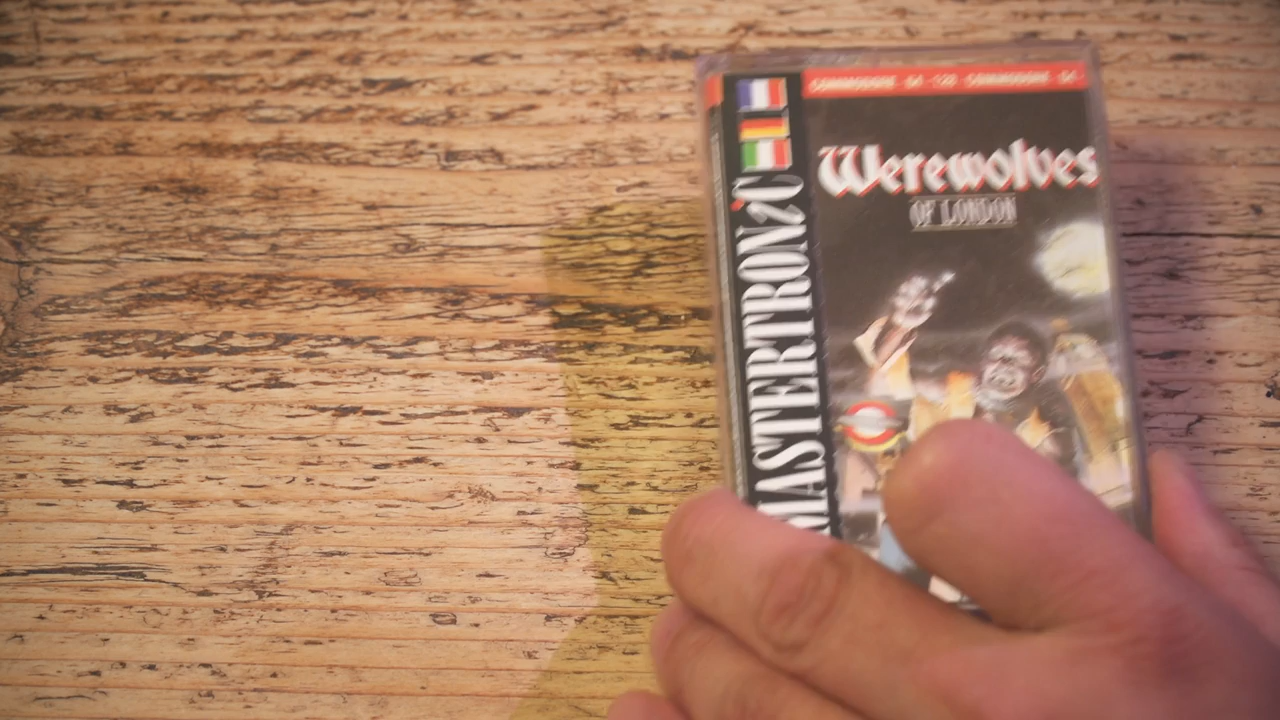 COMMODORE 64 · 128 · COMMODORE 64
Werewolves
OF LONDON
MASTERTRONiC